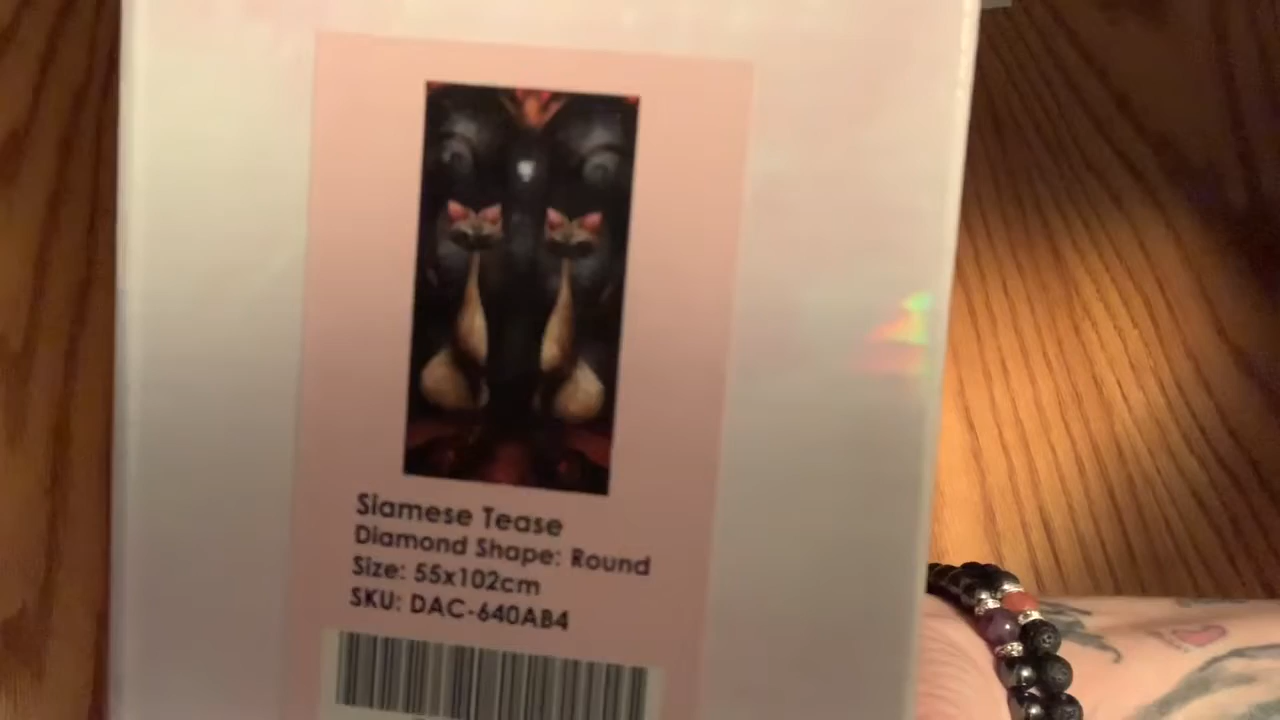 Siamese Tease
Diamond Shape: Round
Size: 55x102cm
SKU: DAC-640AB4